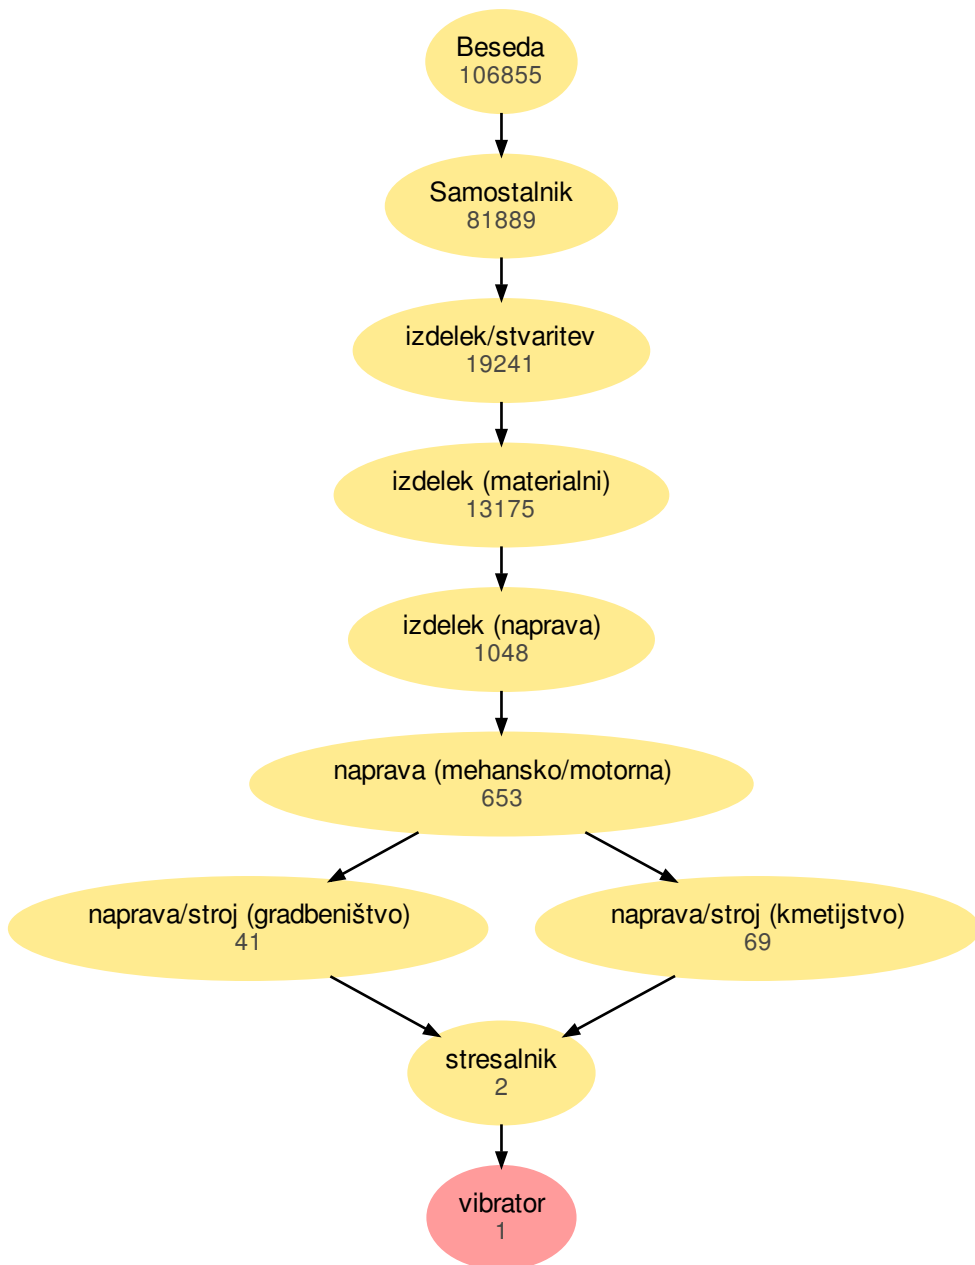 Beseda
106855
Samostalnik
81889
izdelek/stvaritev
19241
izdelek (materialni)
13175
izdelek (naprava)
1048
naprava (mehansko/motorna)
653
naprava/stroj (gradbeništvo)
41
naprava/stroj (kmetijstvo)
69
stresalnik
2
vibrator
1